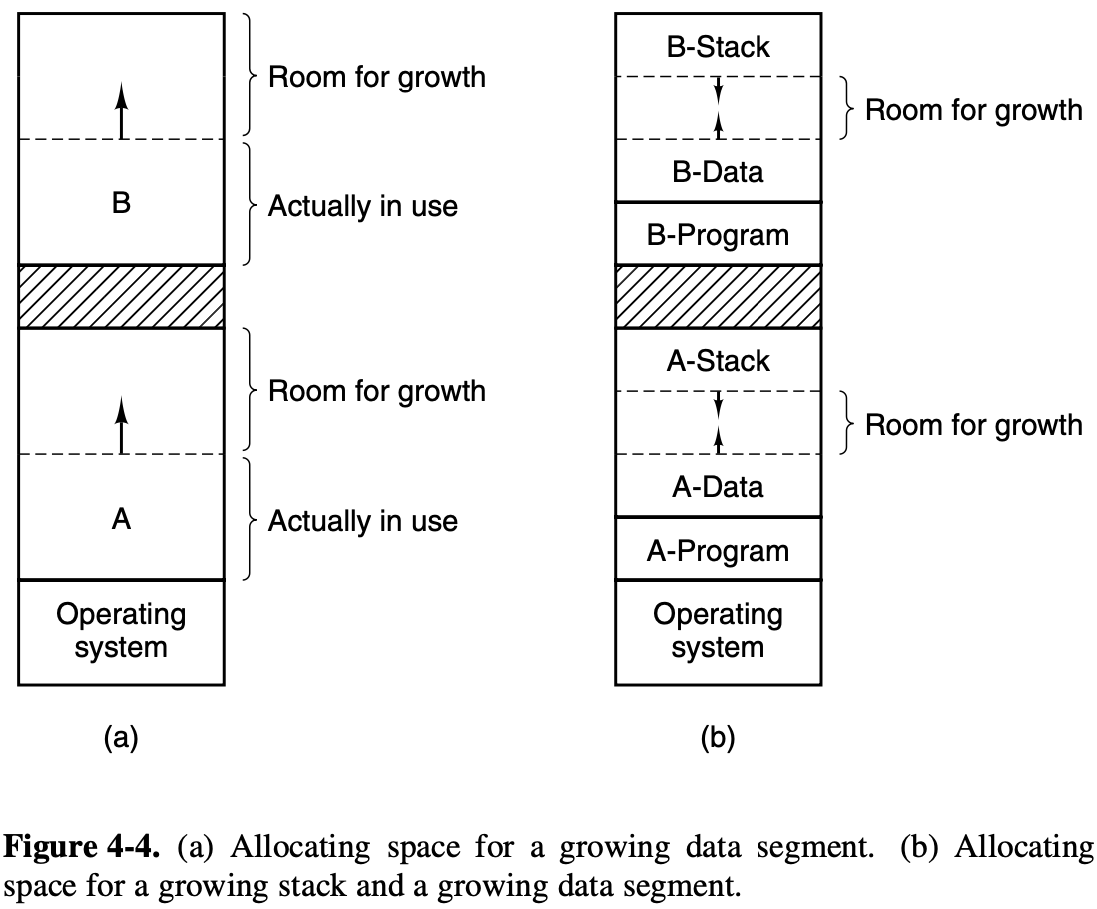 Room for growth
B
Actually in use
Room for growth
A
Actually in use
Operating
system
(a)
B-Stack
Room for growth
B-Data
B-Program
A-Stack
Room for growth
A-Data
A-Program
Operating
system
(b)
Figure 4-4. (a) Allocating space for a growing data segment. (b) Allocating
space for a growing stack and a growing data segment.